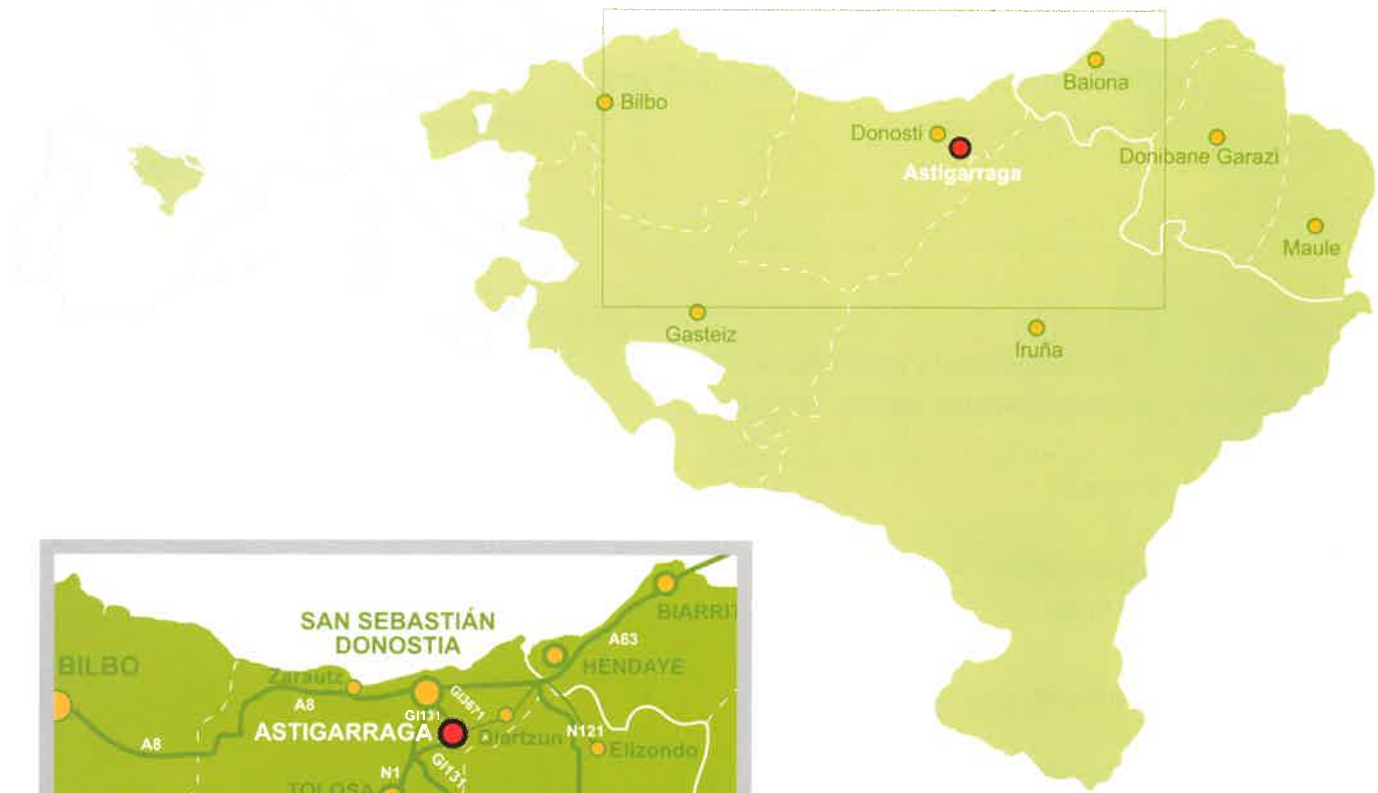 Baiona
Bilbo
Donosti
Astigarraga
Donibane Garazi
Maule
Gasteiz
Iruña
SAN SEBASTIÁN
DONOSTIA
BIARRIT
A63
BILBO
HENDAYE
Zarautz
A8
GI131
GI3671
ASTIGARRAGA
Oiartzun
N121
Elizondo
A8
N1
GI131
TOLOSA